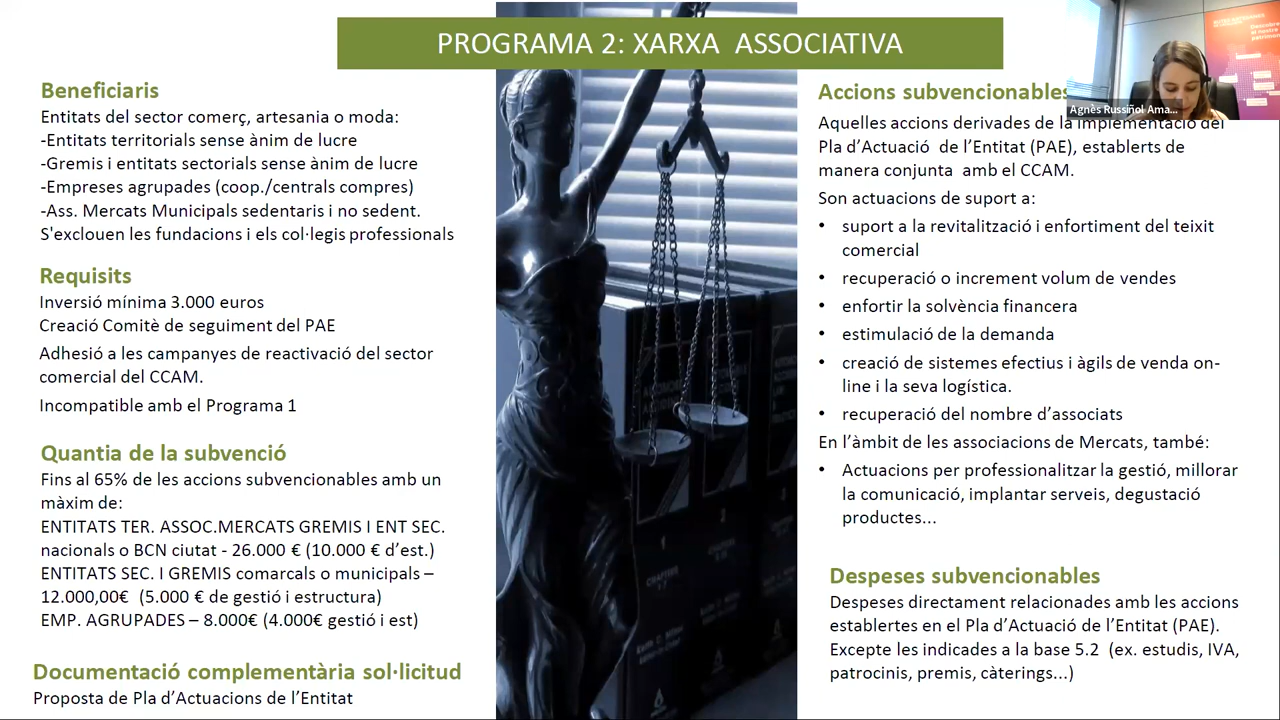 PROGRAMA 2: XARXA ASSOCIATIVA
Beneficiaris
Entitats del sector comerç, artesania o moda:
-Entitats territorials sense ànim de lucre
-Gremis i entitats sectorials sense ànim de lucre
-Empreses agrupades (coop./centrals compres)
-Ass. Mercats Municipals sedentaris i no sedent.
S'exclouen les fundacions i els col·legis professionals
Requisits
Inversió mínima 3.000 euros
Creació Comitè de seguiment del PAE
Adhesió a les campanyes de reactivació del sector
comercial del CCAM.
Incompatible amb el Programa 1
Quantia de la subvenció
Fins al 65% de les accions subvencionables amb un
màxim de:
ENTITATS TER. ASSOC.MERCATS GREMIS I ENT SEC.
nacionals o BCN ciutat - 26.000 € (10.000 € d'est.)
ENTITATS SEC. I GREMIS comarcals o municipals –
12.000,00€ (5.000 € de gestió i estructura)
EMP. AGRUPADES – 8.000€ (4.000€ gestió i est)
Documentació complementària sol·licitud
Proposta de Pla d'Actuacions de l'Entitat
Accions subvencionables
Aquelles accions derivades de la implementació del
Pla d'Actuació de l'Entitat (PAE), establerts de
manera conjunta amb el CCAM.
Son actuacions de suport a:
• suport a la revitalització i enfortiment del teixit
comercial
• recuperació o increment volum de vendes
• enfortir la solvència financera
• estimulació de la demanda
• creació de sistemes efectius i àgils de venda on-
line i la seva logística.
• recuperació del nombre d'associats
En l'àmbit de les associacions de Mercats, també:
• Actuacions per professionalitzar la gestió, millorar
la comunicació, implantar serveis, degustació
productes...
Despeses subvencionables
Despeses directament relacionades amb les accions
establertes en el Pla d'Actuació de l'Entitat (PAE).
Excepte les indicades a la base 5.2 (ex. estudis, IVA,
patrocinis, premis, càterings...)
Agnès Russiñol Ama...